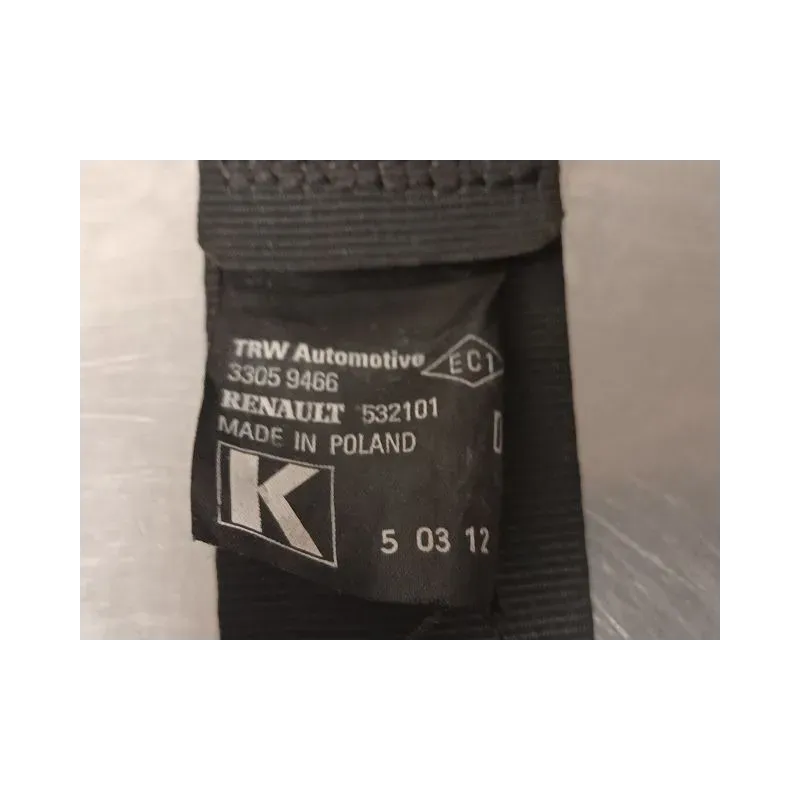 TRW Automotive EC1
3305 9466
RENAULT 532101
MADE IN POLAND
K
5 03 12